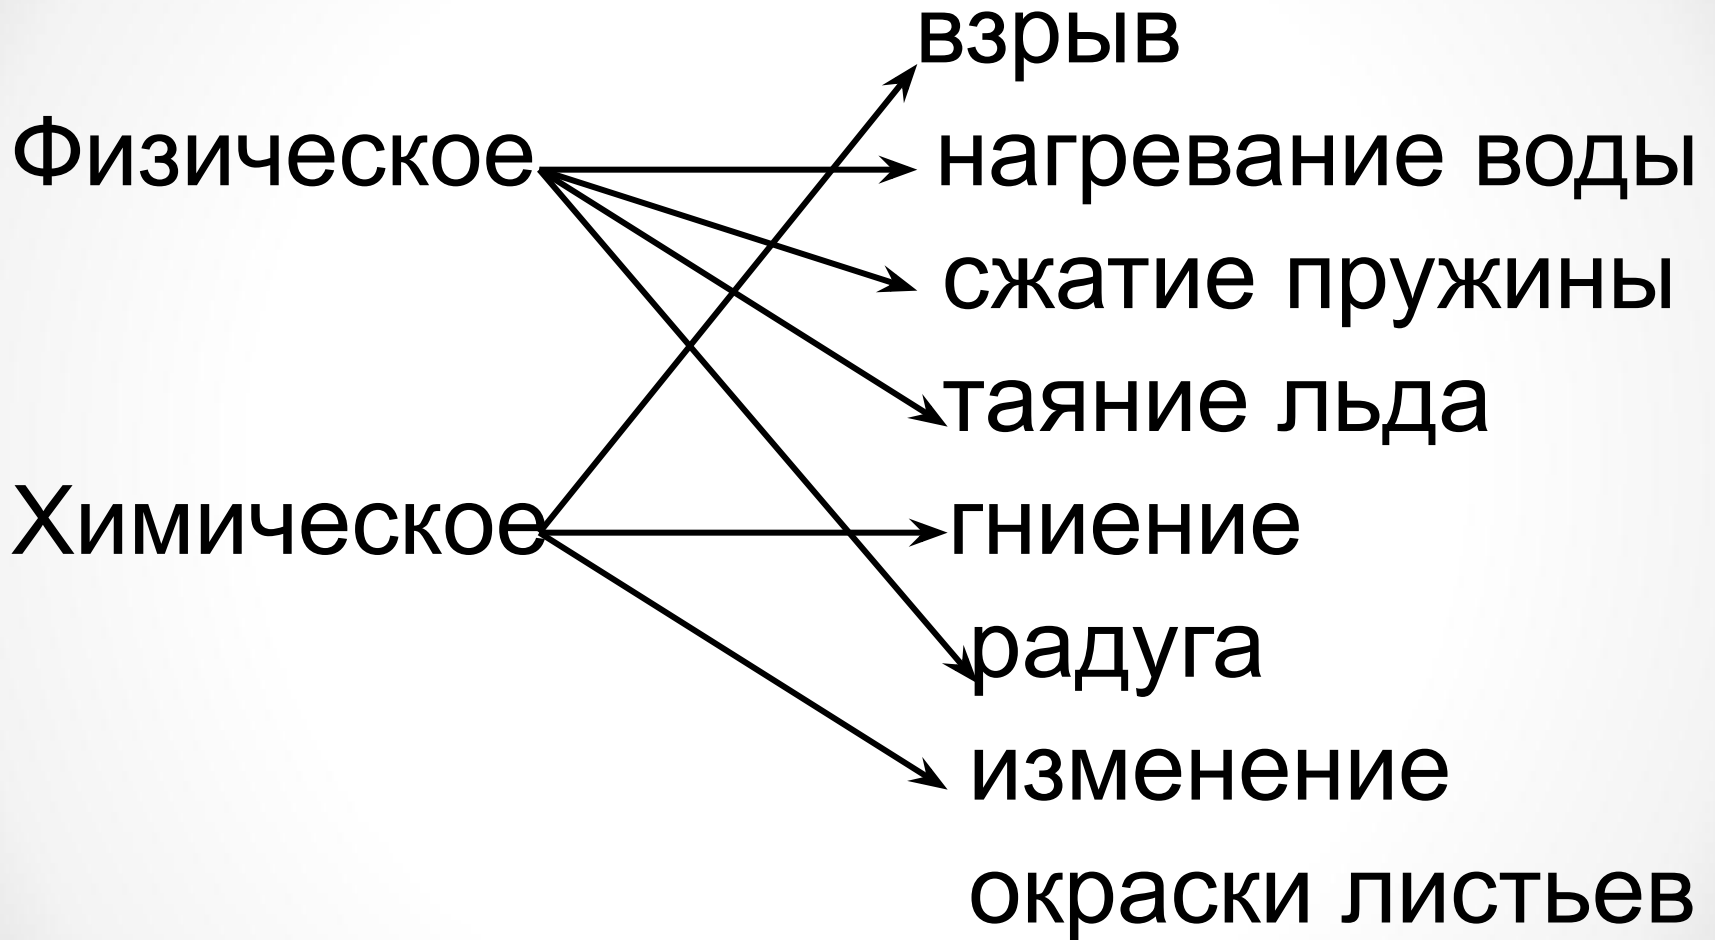 взрыв
Физическое нагревание воды
сжатие пружины
таяние льда
Химическое гниение
радуга
изменение
окраски листьев